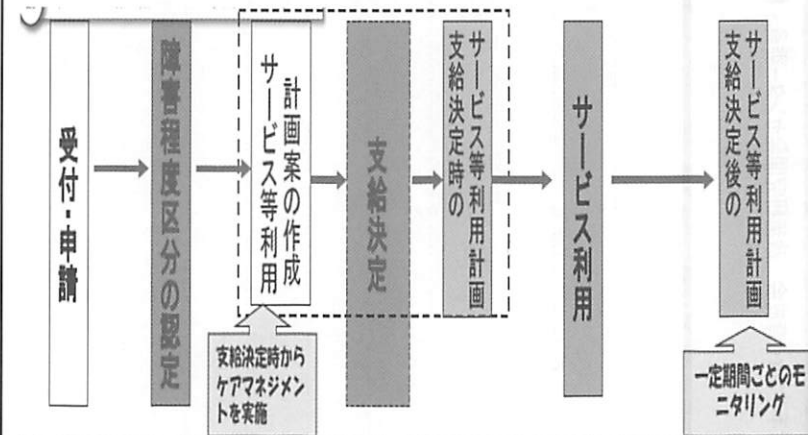 受付・申請
障害程度区分の認定
サービス等利用
計画案の作成
支給決定
支給決定時の
サービス等利用計画
サービス利用
支給決定後の
サービス等利用計画
支給決定時から
ケアマネジメン
トを実施
一定期間ごとのモ
ニタリング